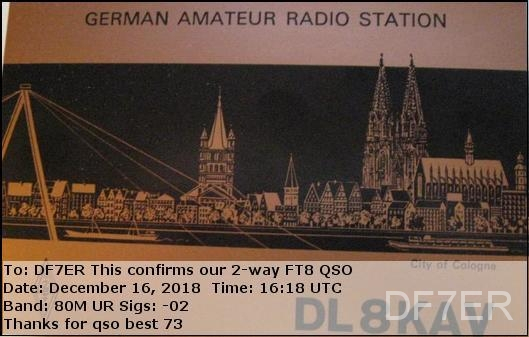 GERMAN AMATEUR RADIO STATION
City of Cologne
To: DF7ER This confirms our 2-way FT8 QSO
Date: December 16, 2018 Time: 16:18 UTC
Band: 80M UR Sigs: -02
Thanks for qso best 73
DF7ER
DL8KAV